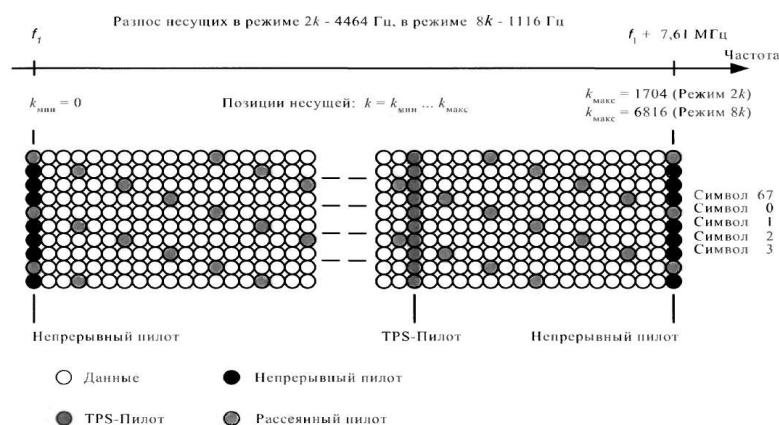 Разнос несущих в режиме 2k - 4464 Гц, в режиме 8k - 1116 Гц
f₁
f₁ + 7,61 МГц
Частота
kмин = 0
Позиции несущей: k = kмин ... kмакс
kмакс = 1704 (Режим 2k)
kмакс = 6816 (Режим 8k)
Символ 67
Символ 0
Символ 1
Символ 2
Символ 3
Непрерывный пилот
TPS-Пилот
Непрерывный пилот
Данные
Непрерывный пилот
TPS-Пилот
Рассеянный пилот